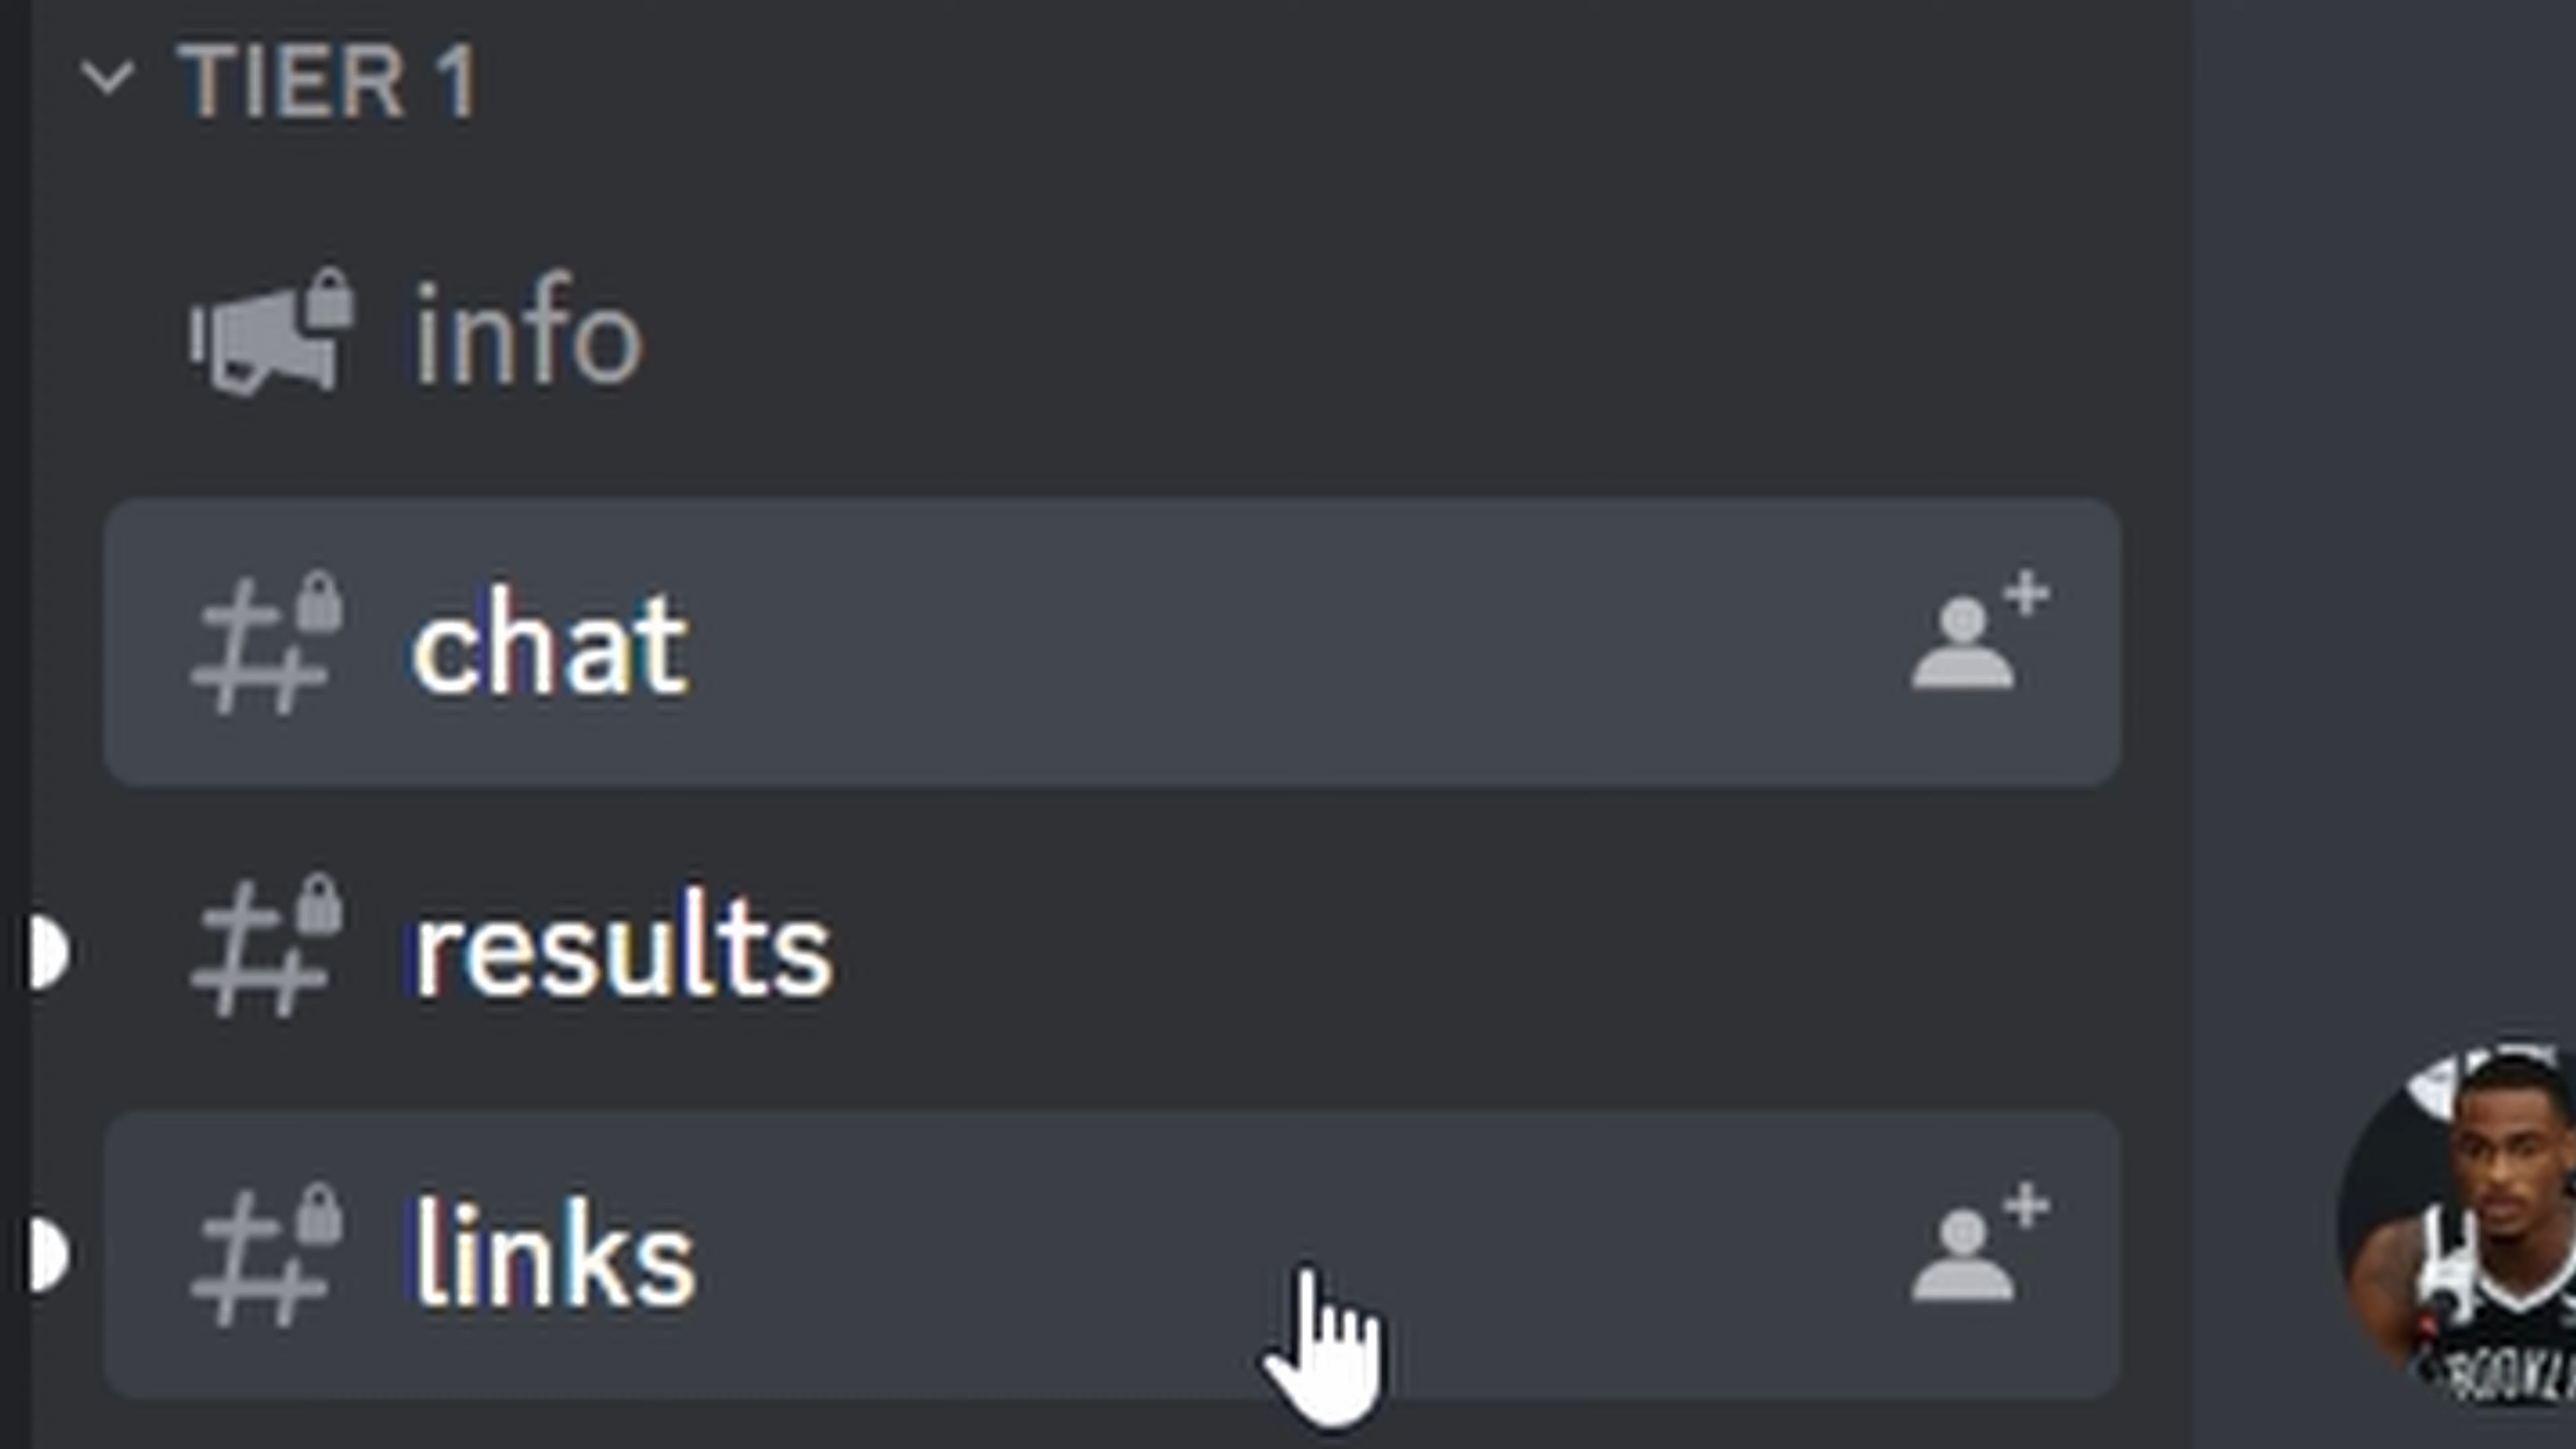 TIER 1
info
chat
results
links